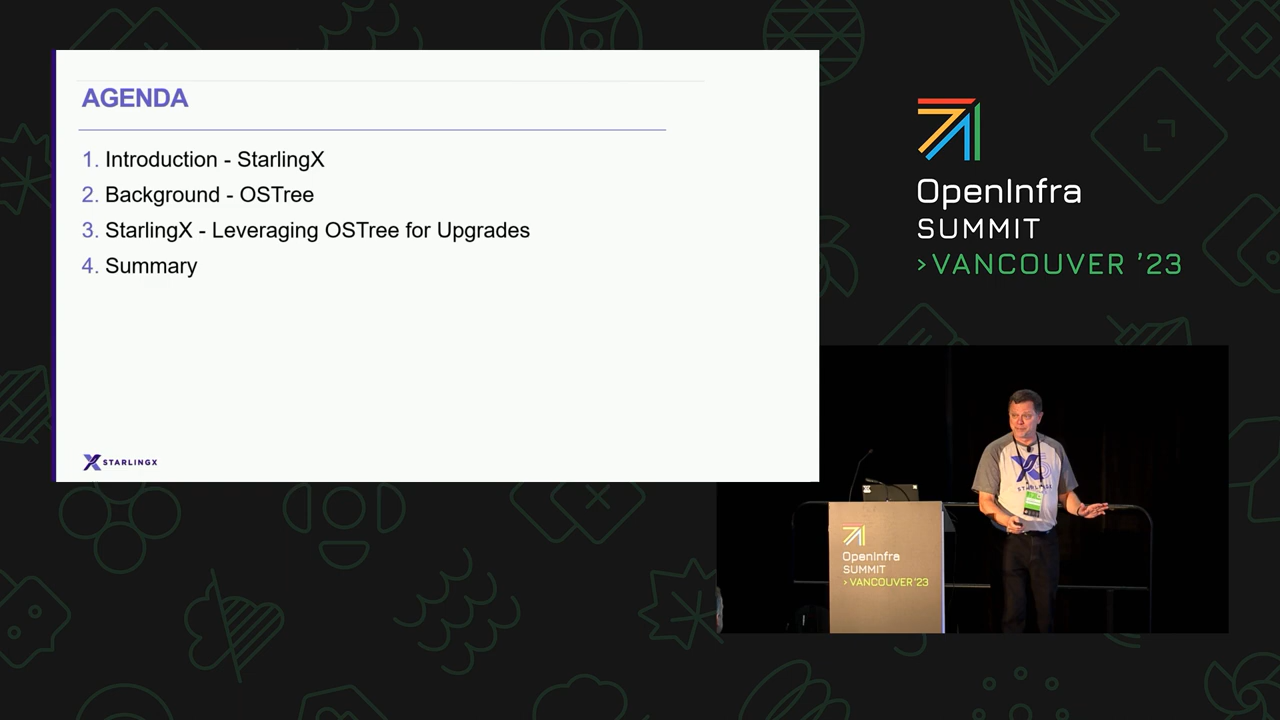 AGENDA
1. Introduction - StarlingX
2. Background - OSTree
3. StarlingX - Leveraging OSTree for Upgrades
4. Summary
STARLINGX
OpenInfra
SUMMIT
>VANCOUVER '23
OpenInfra
SUMMIT
>VANCOUVER '23